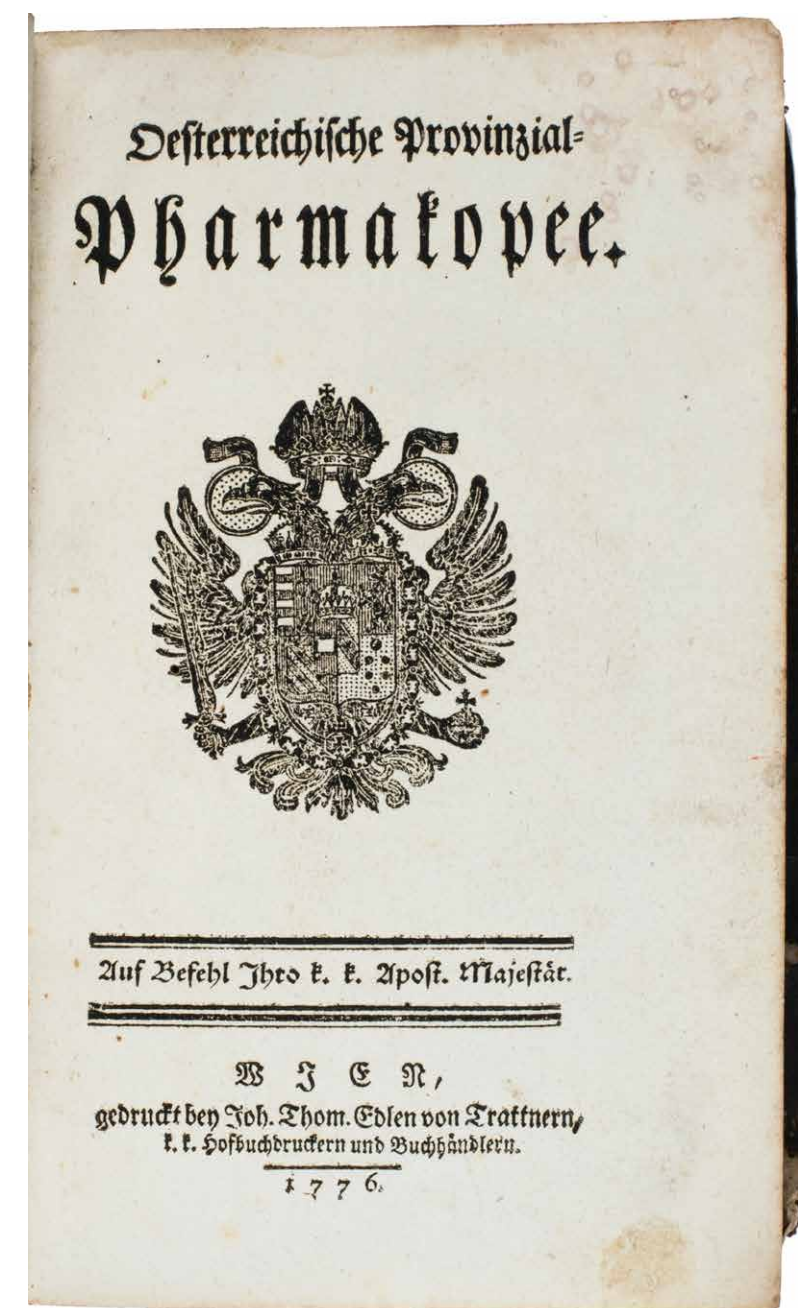 Oesterreichische Provinzial-
Pharmakopee.
Auf Befehl Ihro k. k. Apost. Majestät.
WIEN,
gedruckt bey Joh. Thom. Edlen von Trattnern,
k. k. Hofbuchdruckern und Buchhändlern.
1776.